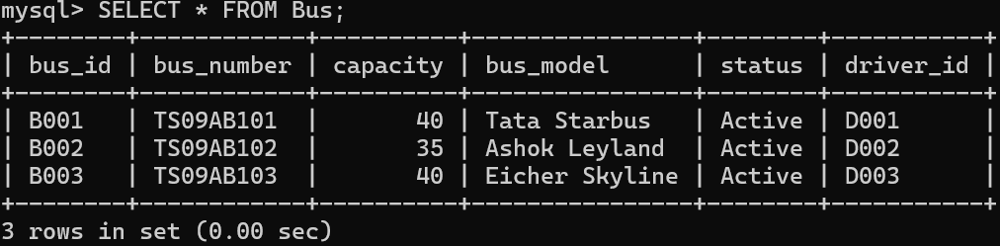 mysql> SELECT * FROM Bus;
+--------+------------+----------+----------------+--------+-----------+
| bus_id | bus_number | capacity | bus_model      | status | driver_id |
+--------+------------+----------+----------------+--------+-----------+
| B001   | TS09AB101  |       40 | Tata Starbus   | Active | D001      |
| B002   | TS09AB102  |       35 | Ashok Leyland  | Active | D002      |
| B003   | TS09AB103  |       40 | Eicher Skyline | Active | D003      |
+--------+------------+----------+----------------+--------+-----------+
3 rows in set (0.00 sec)